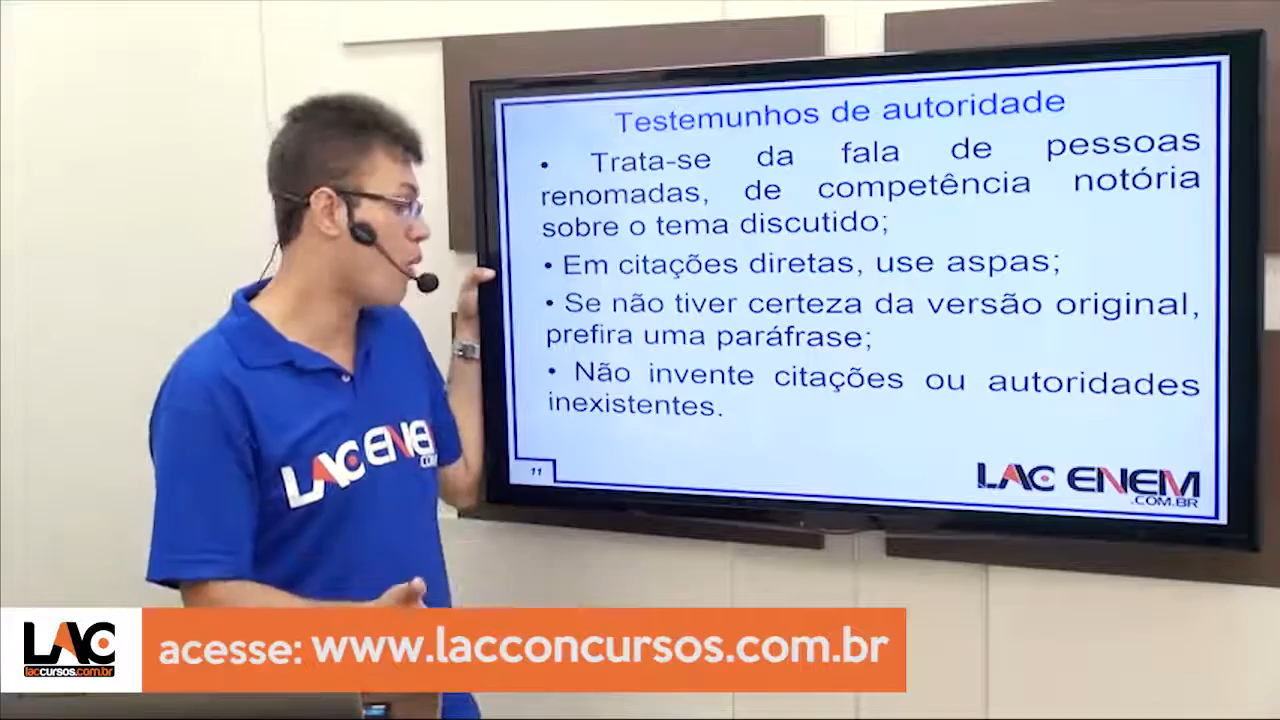 Testemunhos de autoridade
• Trata-se da fala de pessoas
renomadas, de competência notória
sobre o tema discutido;
• Em citações diretas, use aspas;
• Se não tiver certeza da versão original,
prefira uma paráfrase;
• Não invente citações ou autoridades
inexistentes.
11
LAC ENEM
.COM.BR
LAC ENEM
.COM
LAC
laccursos.com.br
acesse: www.lacconcursos.com.br